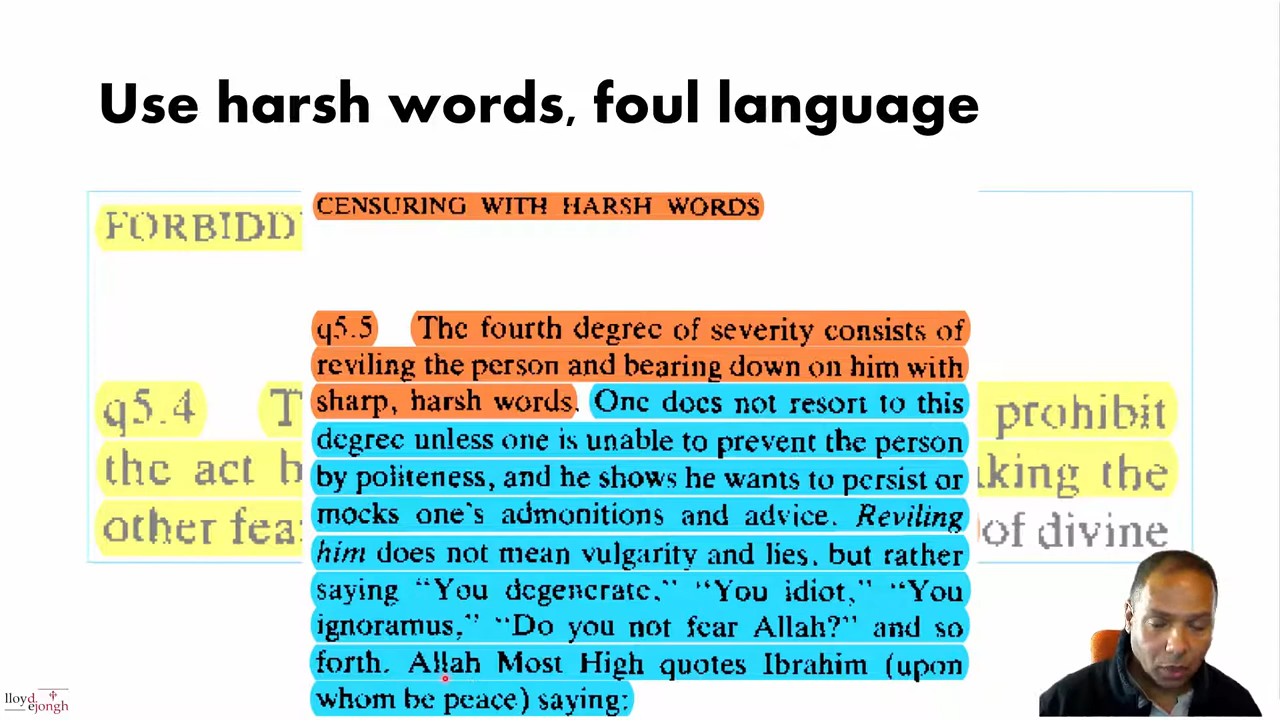 Use harsh words, foul language
FORBIDD
CENSURING WITH HARSH WORDS
q5.5 The fourth degree of severity consists of
reviling the person and bearing down on him with
sharp, harsh words. One does not resort to this
degree unless one is unable to prevent the person
by politeness, and he shows he wants to persist or
mocks one's admonitions and advice. Reviling
him does not mean vulgarity and lies, but rather
saying "You degenerate," "You idiot," "You
ignoramus," "Do you not fear Allah?" and so
forth. Allah Most High quotes Ibrahim (upon
whom be peace) saying:
q5.4 T
the act b
other fea
prohibit
king the
of divine
lloyd
ejongh